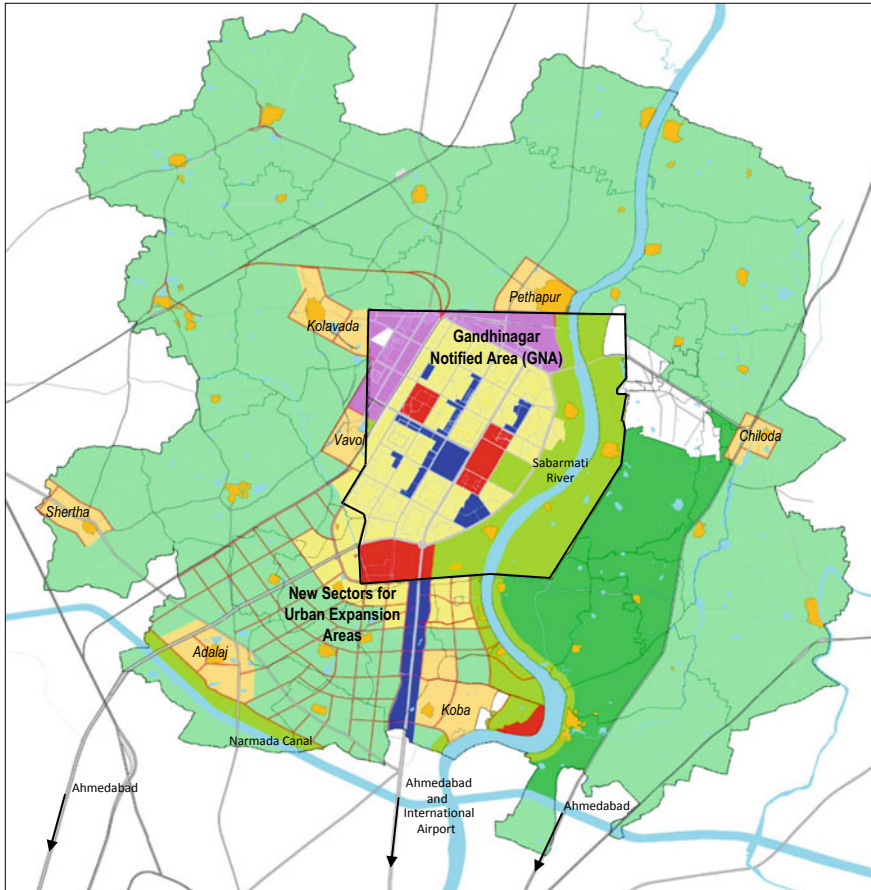 Pethapur
Kolavada
Gandhinagar
Notified Area (GNA)
Vavol
Chiloda
Sabarmati
River
Shertha
New Sectors for
Urban Expansion
Areas
Adalaj
Koba
Narmada Canal
Ahmedabad
Ahmedabad
and
International
Airport
Ahmedabad